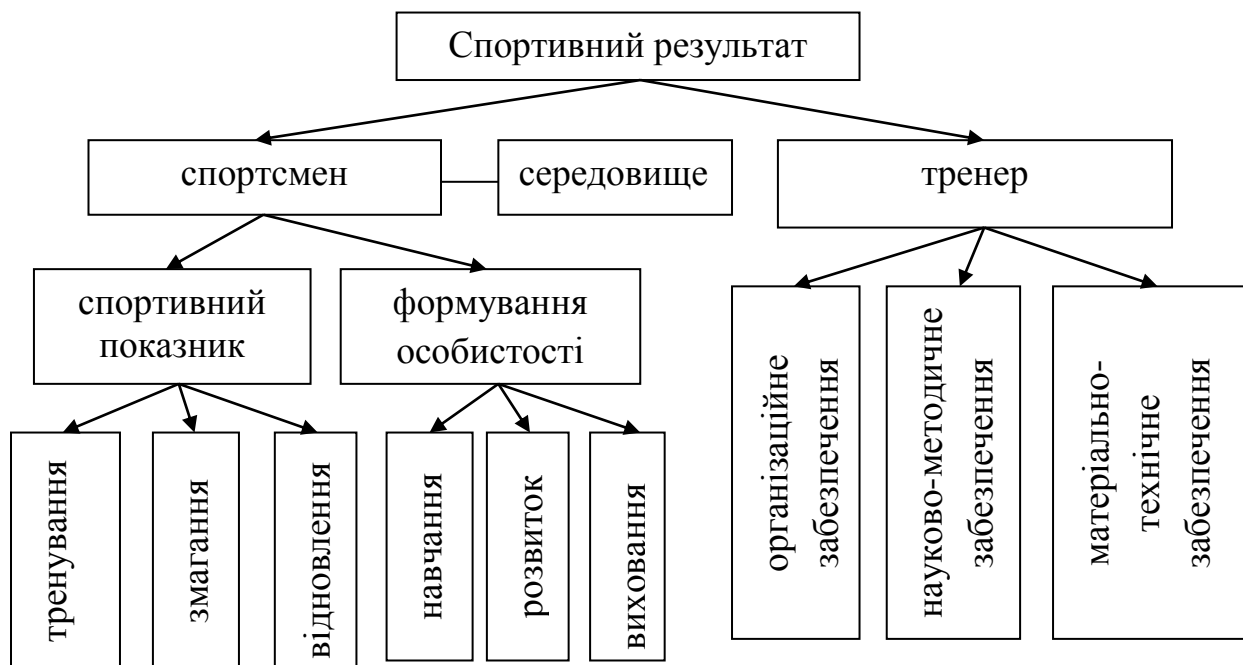 Спортивний результат
спортсмен
середовище
тренер
спортивний
показник
формування
особистості
тренування
змагання
відновлення
навчання
розвиток
виховання
організаційне
забезпечення
науково-методичне
забезпечення
матеріально-
технічне
забезпечення